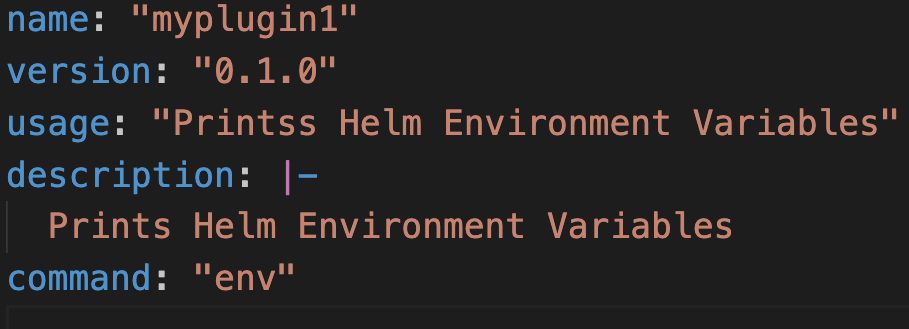 name: "myplugin1"
version: "0.1.0"
usage: "Printss Helm Environment Variables"
description: |-
  Prints Helm Environment Variables
command: "env"